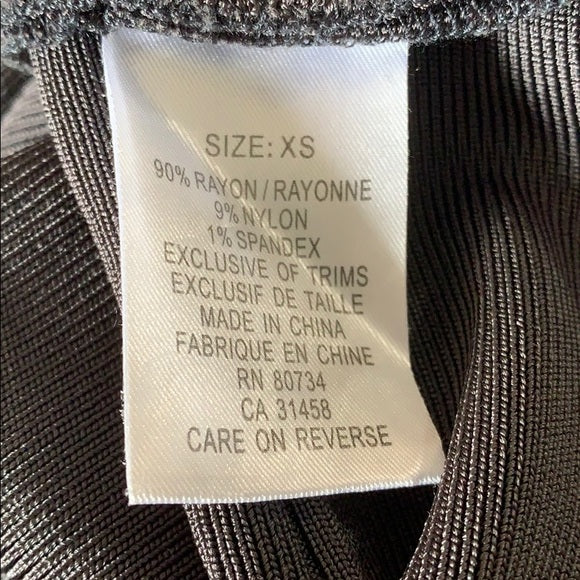 SIZE: XS
90% RAYON / RAYONNE
9% NYLON
1% SPANDEX
EXCLUSIVE OF TRIMS
EXCLUSIF DE TAILLE
MADE IN CHINA
FABRIQUE EN CHINE
RN 80734
CA 31458
CARE ON REVERSE